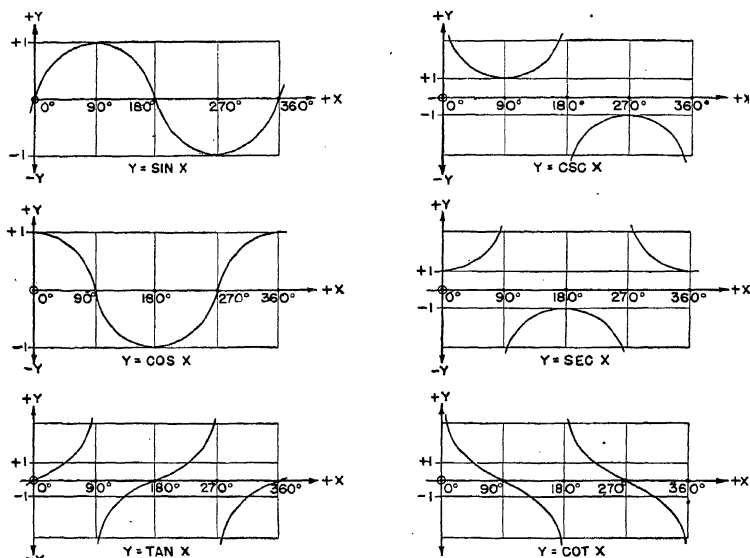 +Y
+1
0° 90° 180° 270° 360° +X
-1
-Y
Y = SIN X
+Y
+1
0° 90° 180° 270° 360° +X
-1
-Y
Y = CSC X
+Y
+1
0° 90° 180° 270° 360° +X
-1
-Y
Y = COS X
+Y
+1
0° 90° 180° 270° 360° +X
-1
-Y
Y = SEC X
+Y
+1
0° 90° 180° 270° 360° +X
-1
-Y
Y = TAN X
+Y
+1
0° 90° 180° 270° 360° +X
-1
Y = COT X